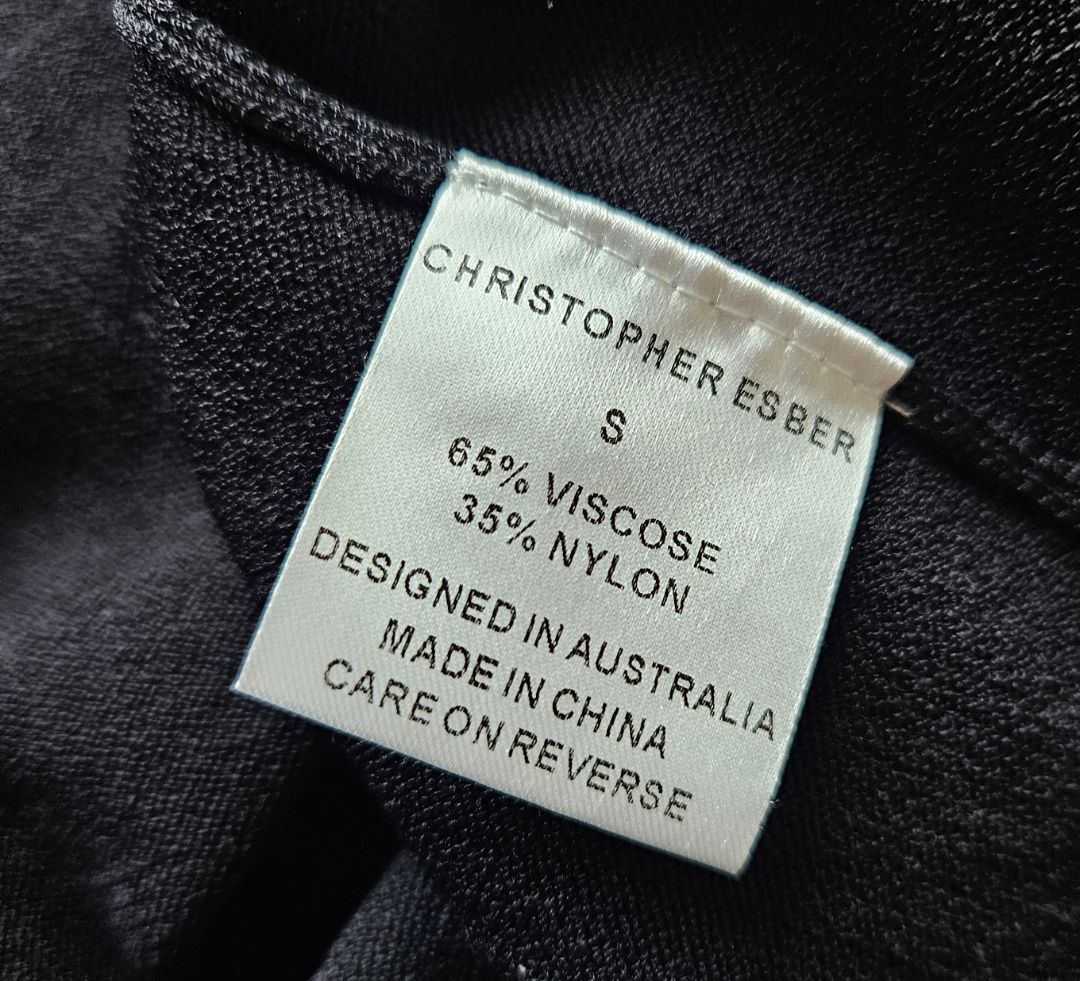 CHRISTOPHER ESBER
S
65% VISCOSE
35% NYLON
DESIGNED IN AUSTRALIA
MADE IN CHINA
CARE ON REVERSE